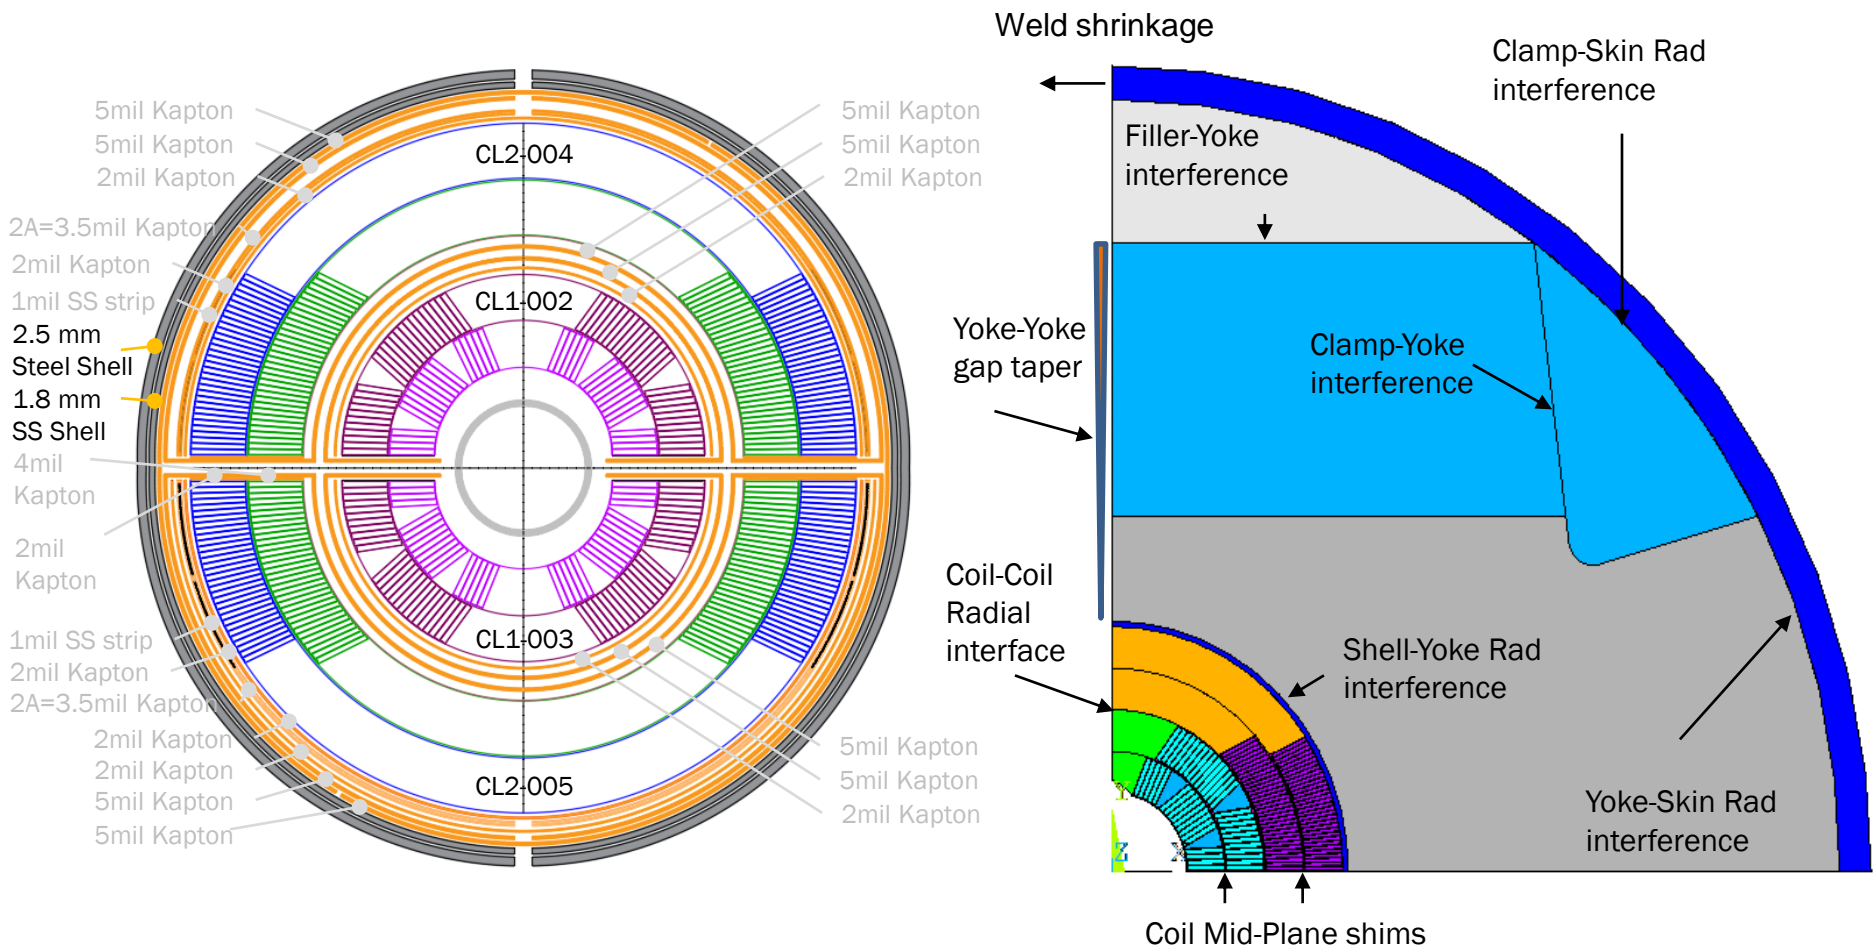 5mil Kapton
5mil Kapton
2mil Kapton
2A=3.5mil Kapton
2mil Kapton
1mil SS strip
2.5 mm
Steel Shell
1.8 mm
SS Shell
4mil
Kapton
2mil
Kapton
1mil SS strip
2mil Kapton
2A=3.5mil Kapton
2mil Kapton
2mil Kapton
5mil Kapton
5mil Kapton
CL2-004
CL1-002
CL1-003
CL2-005
5mil Kapton
5mil Kapton
2mil Kapton
5mil Kapton
5mil Kapton
2mil Kapton
Weld shrinkage
Clamp-Skin Rad
interference
Filler-Yoke
interference
Yoke-Yoke
gap taper
Clamp-Yoke
interference
Coil-Coil
Radial
interface
Shell-Yoke Rad
interference
Yoke-Skin Rad
interference
Y
Z
X
Coil Mid-Plane shims